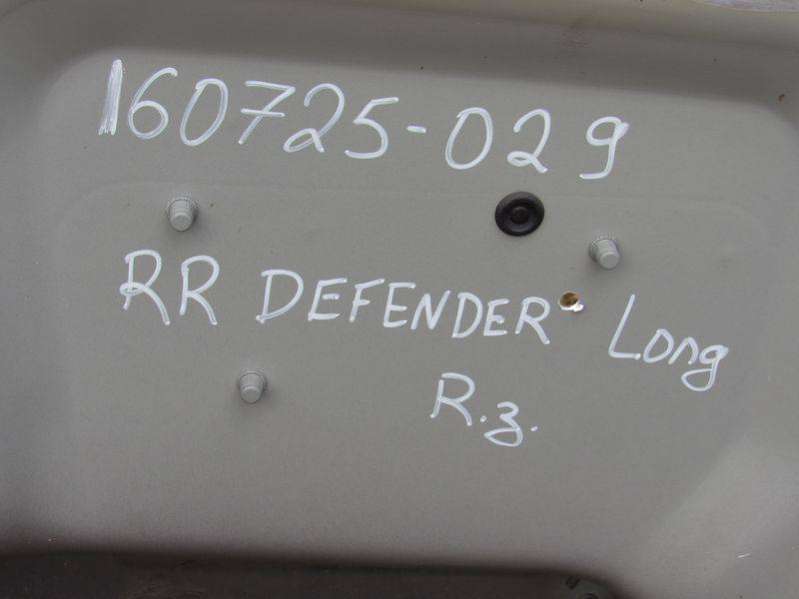 160725-029
RR DEFENDER Long
R.з.